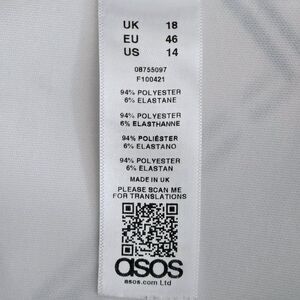 UK 18
EU 46
US 14
08755097
F100421
94% POLYESTER
6% ELASTANE
94% POLYESTER
6% ELASTHANNE
94% POLIÉSTER
6% ELASTANO
94% POLYESTER
6% ELASTAN
MADE IN UK
PLEASE SCAN ME
FOR TRANSLATIONS
asos
asos.com Ltd